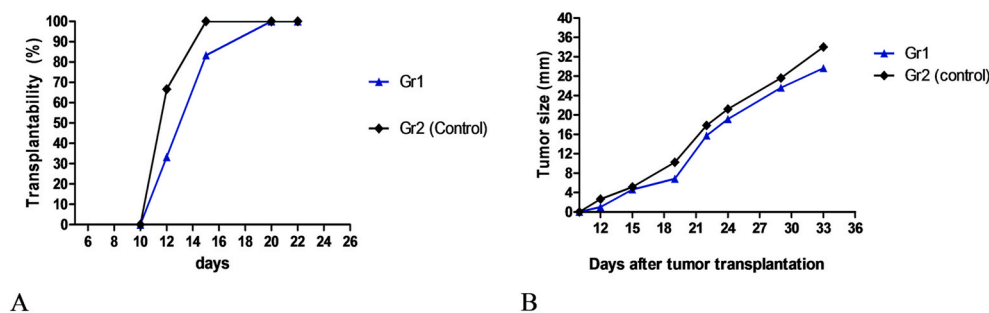 Transplantability (%)
100
90
80
70
60
50
40
30
20
10
0
6 8 10 12 15 18 20 22 24 26
days
Gr1
Gr2 (Control)
A
Tumor size (mm)
40
36
32
28
24
20
16
12
8
4
0
12 15 18 21 24 27 30 33 36
Days after tumor transplantation
Gr1
Gr2 (control)
B